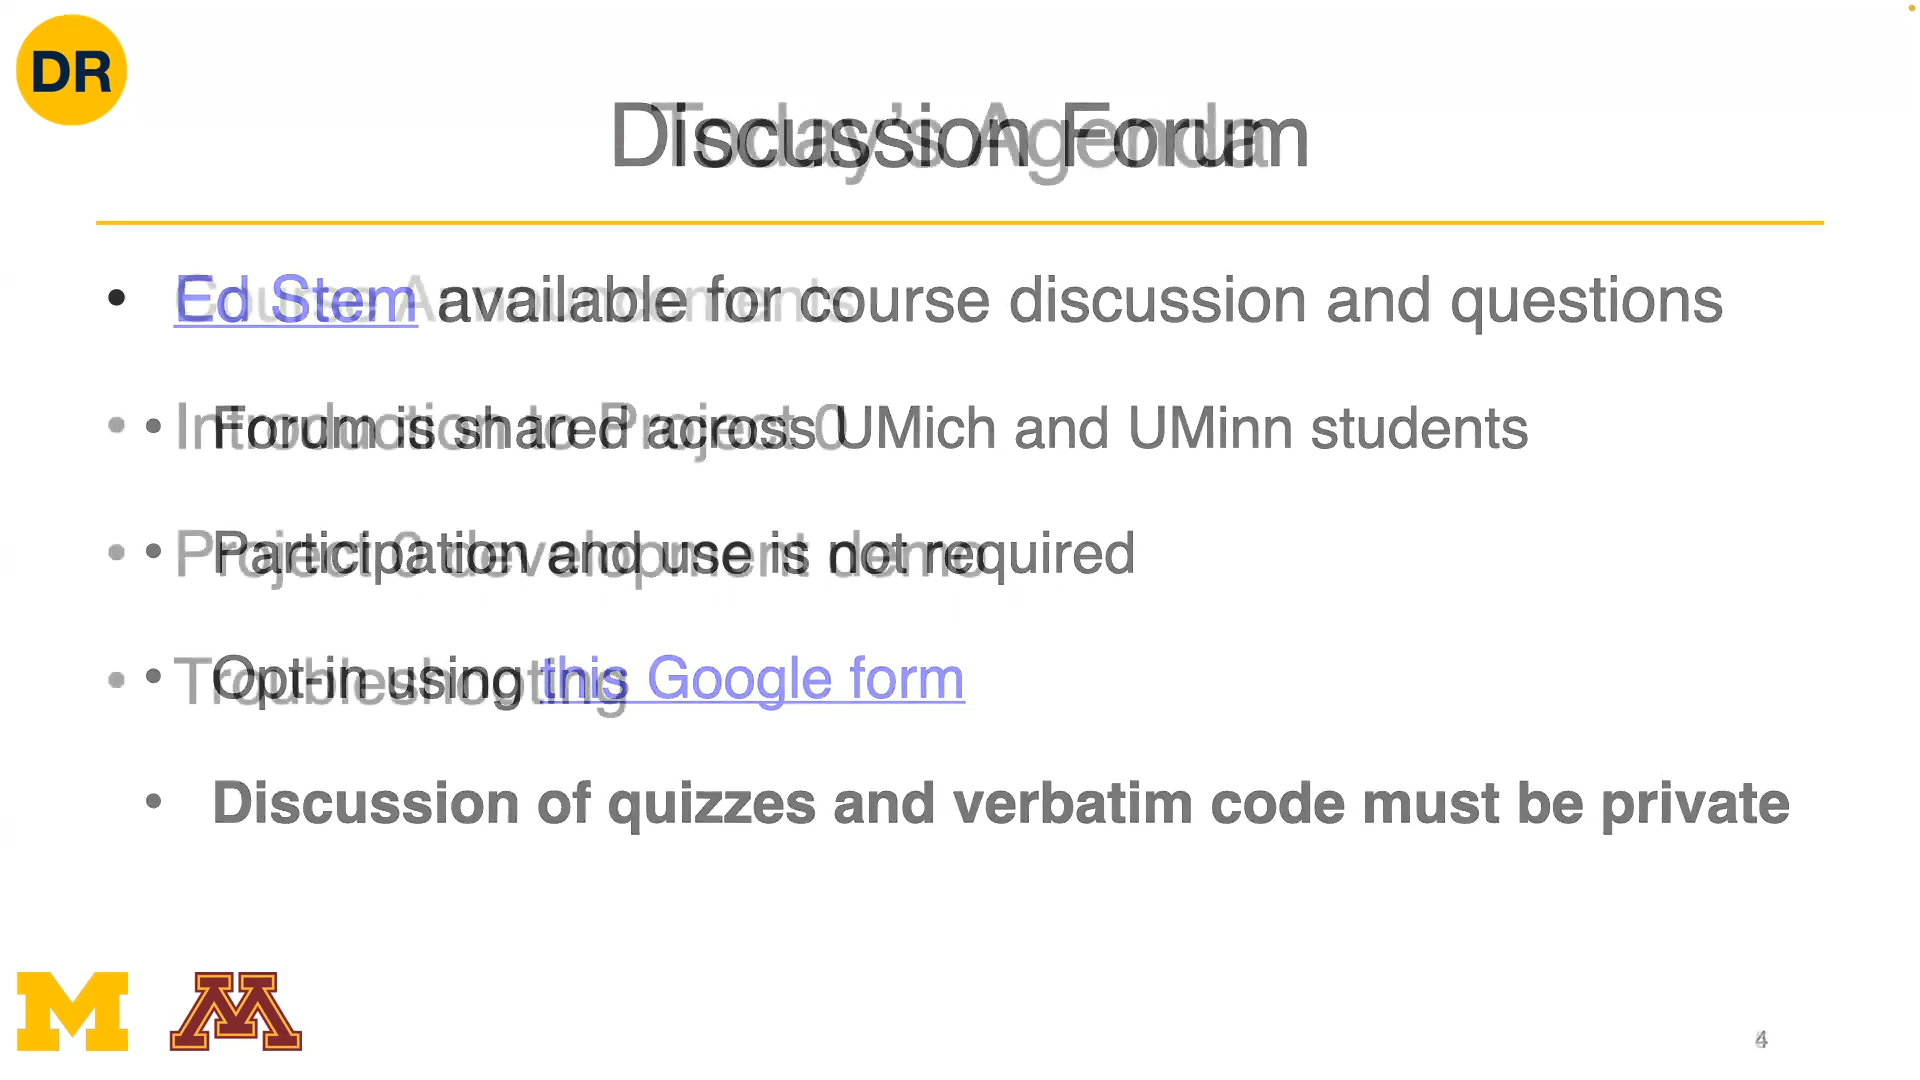 DR
Discussion Forum
Today's Agenda
• Ed Stem available for course discussion and questions
• Forum is shared across UMich and UMinn students
• Participation and use is not required
• Opt-in using this Google form
• Discussion of quizzes and verbatim code must be private
Course Announcements
• Introduction to Project 0
• Project 0 development demo
• Troubleshooting
M M